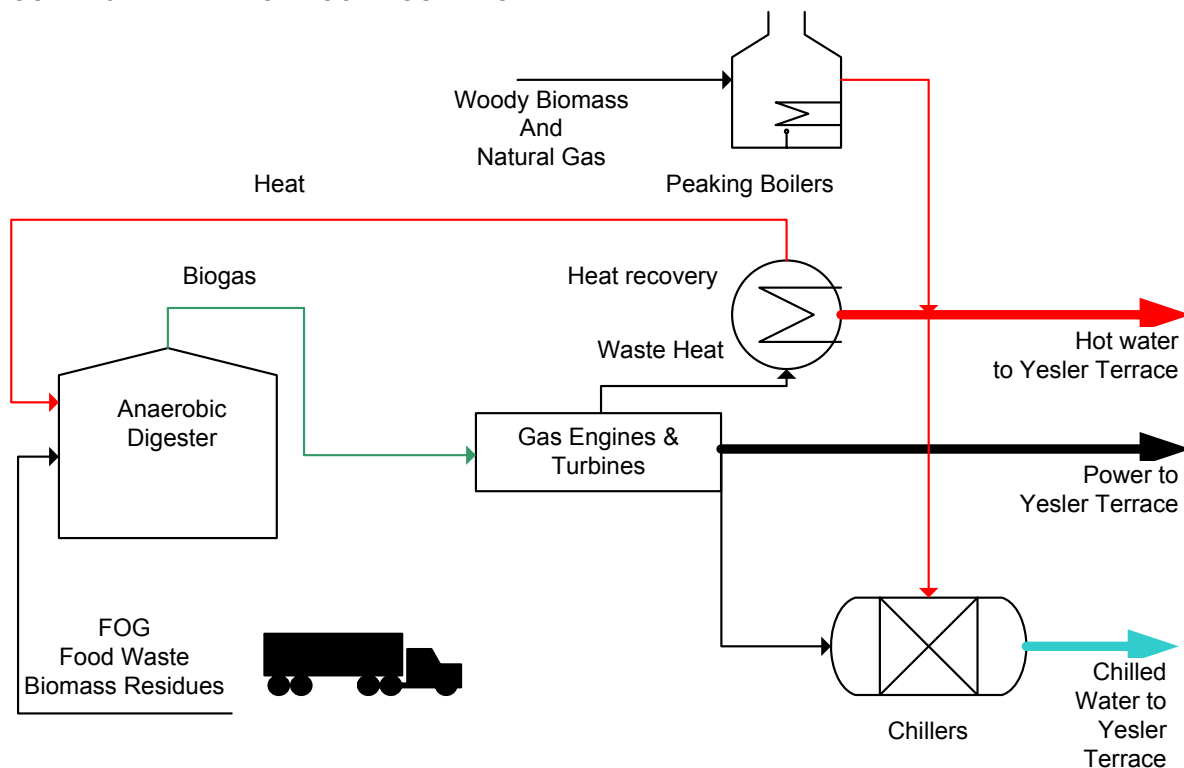 Woody Biomass
And
Natural Gas
Peaking Boilers
Heat
Biogas
Heat recovery
Waste Heat
Hot water
to Yesler Terrace
Anaerobic
Digester
Gas Engines &
Turbines
Power to
Yesler Terrace
FOG
Food Waste
Biomass Residues
Chillers
Chilled
Water to
Yesler
Terrace